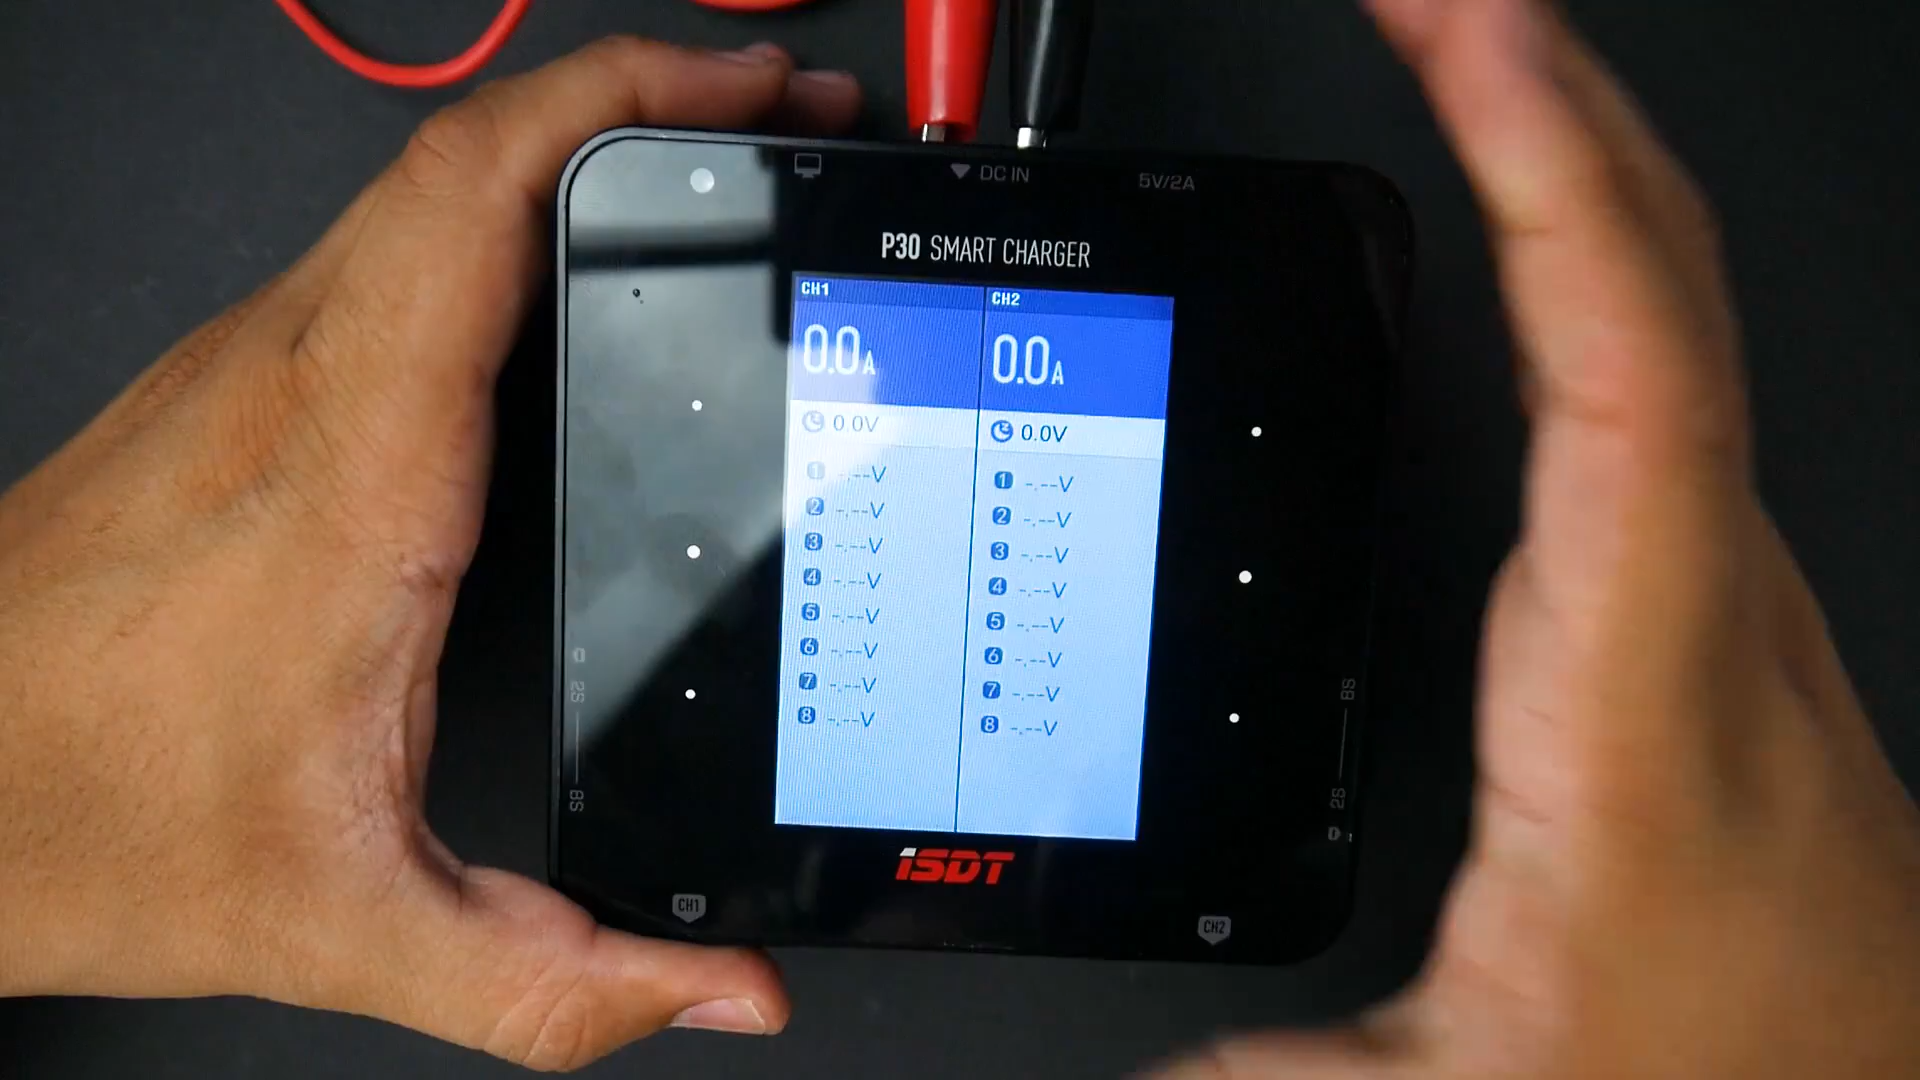 DC IN
5V/2A
P30 SMART CHARGER
CH1
CH2
0.0A
0.0A
0.0V
0.0V
1 -.--V
1 -.--V
2 -.--V
2 -.--V
3 -.--V
3 -.--V
4 -.--V
4 -.--V
5 -.--V
5 -.--V
6 -.--V
6 -.--V
7 -.--V
7 -.--V
8 -.--V
8 -.--V
2S
8S
8S
2S
iSDT
CH1
CH2